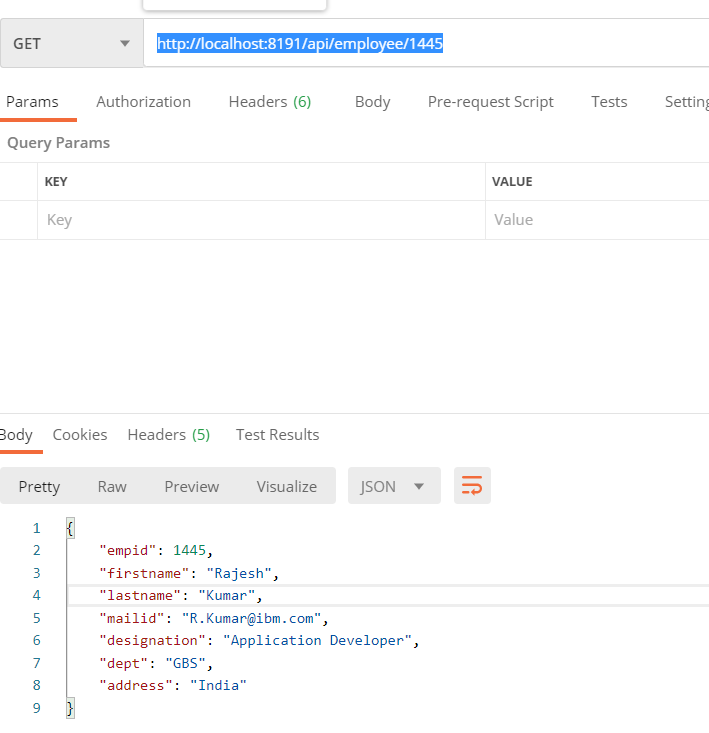 GET http://localhost:8191/api/employee/1445
Params Authorization Headers (6) Body Pre-request Script Tests Setting
Query Params
KEY VALUE
Key Value
Body Cookies Headers (5) Test Results
Pretty Raw Preview Visualize JSON
1 {
2 "empid": 1445,
3 "firstname": "Rajesh",
4 "lastname": "Kumar",
5 "mailid": "R.Kumar@ibm.com",
6 "designation": "Application Developer",
7 "dept": "GBS",
8 "address": "India"
9 }